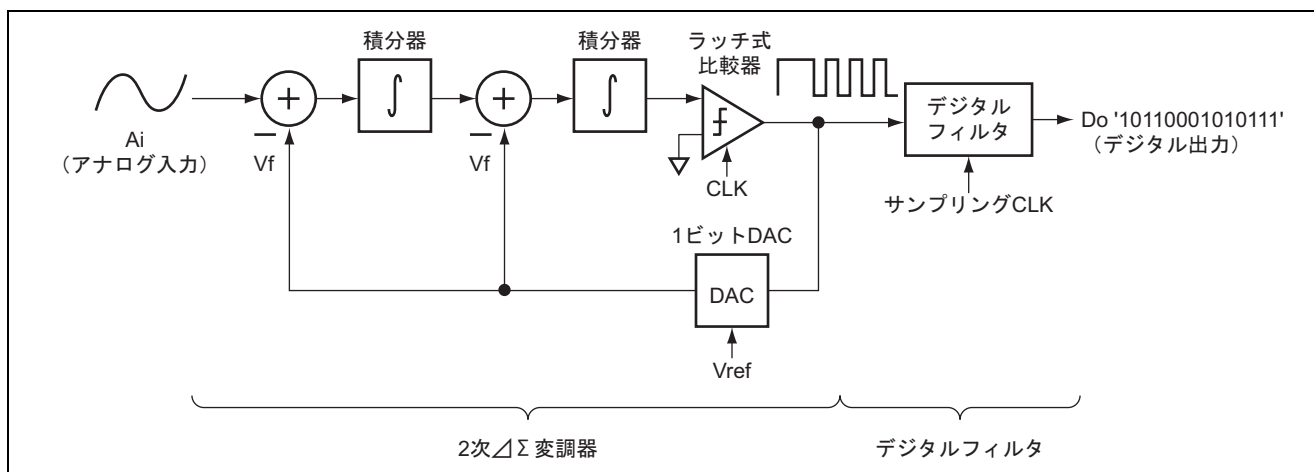 積分器
積分器
ラッチ式
比較器
Ai
（アナログ入力）
Vf
Vf
CLK
デジタル
フィルタ
Do '10110001010111'
（デジタル出力）
サンプリングCLK
1ビットDAC
DAC
Vref
2次⊿Σ変調器
デジタルフィルタ